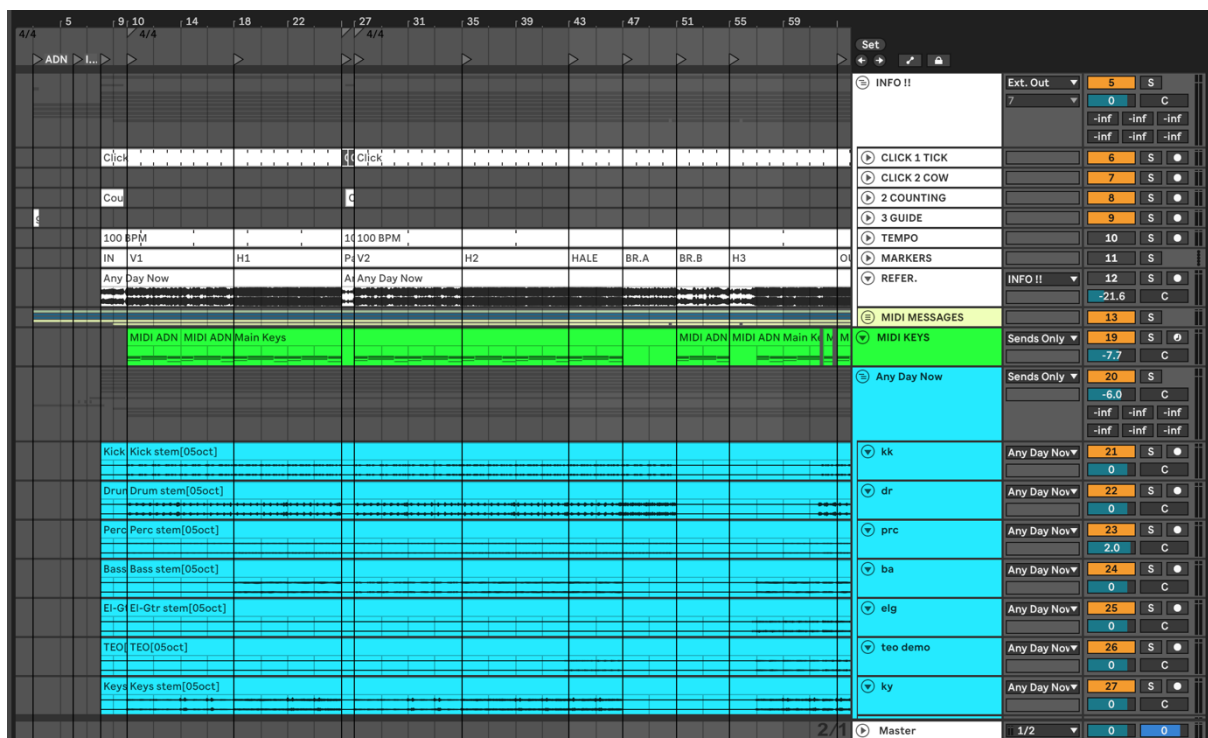 5 9 10 14 18 22 27 31 35 39 43 47 51 55 59
4/4 4/4 4/4
Set
ADN I...
INFO !! Ext. Out 5 S
7 0 C
-inf -inf -inf
-inf -inf -inf
Click Click CLICK 1 TICK 6 S
CLICK 2 COW 7 S
Cou C 2 COUNTING 8 S
3 GUIDE 9 S
100 BPM 10 100 BPM TEMPO 10 S
IN V1 H1 Pa V2 H2 HALE BR.A BR.B H3 OU MARKERS 11 S
Any Day Now Ar Any Day Now REFER. INFO !! 12 S
-21.6 C
MIDI MESSAGES 13 S
MIDI ADN MIDI ADN Main Keys MIDI ADN MIDI ADN Main Ke M M MIDI KEYS Sends Only 19 S
-7.7 C
Any Day Now Sends Only 20 S
-6.0 C
-inf -inf -inf
-inf -inf -inf
Kick Kick stem[05oct] kk Any Day Nov 21 S
0 C
Drun Drum stem[05oct] dr Any Day Nov 22 S
0 C
Perc Perc stem[05oct] prc Any Day Nov 23 S
2.0 C
Bass Bass stem[05oct] ba Any Day Nov 24 S
0 C
El-Gt El-Gtr stem[05oct] elg Any Day Nov 25 S
0 C
TEO[ TEO[05oct] teo demo Any Day Nov 26 S
0 C
Keys Keys stem[05oct] ky Any Day Nov 27 S
0 C
2/1 Master 1/2 0 0